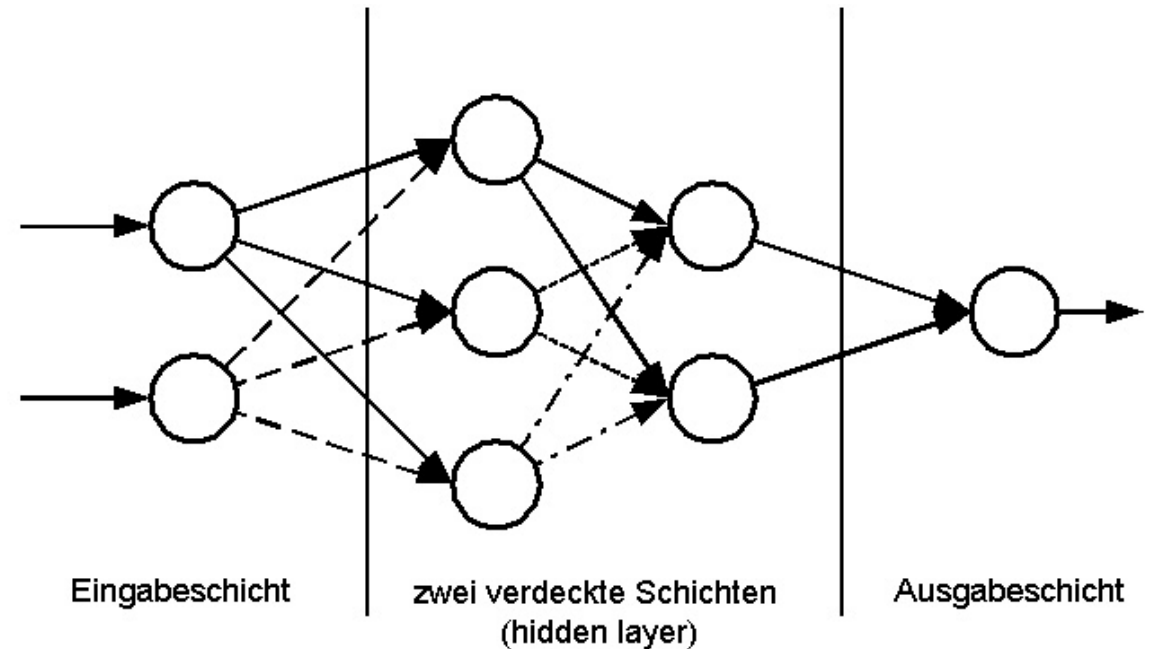 Eingabeschicht
zwei verdeckte Schichten
(hidden layer)
Ausgabeschicht